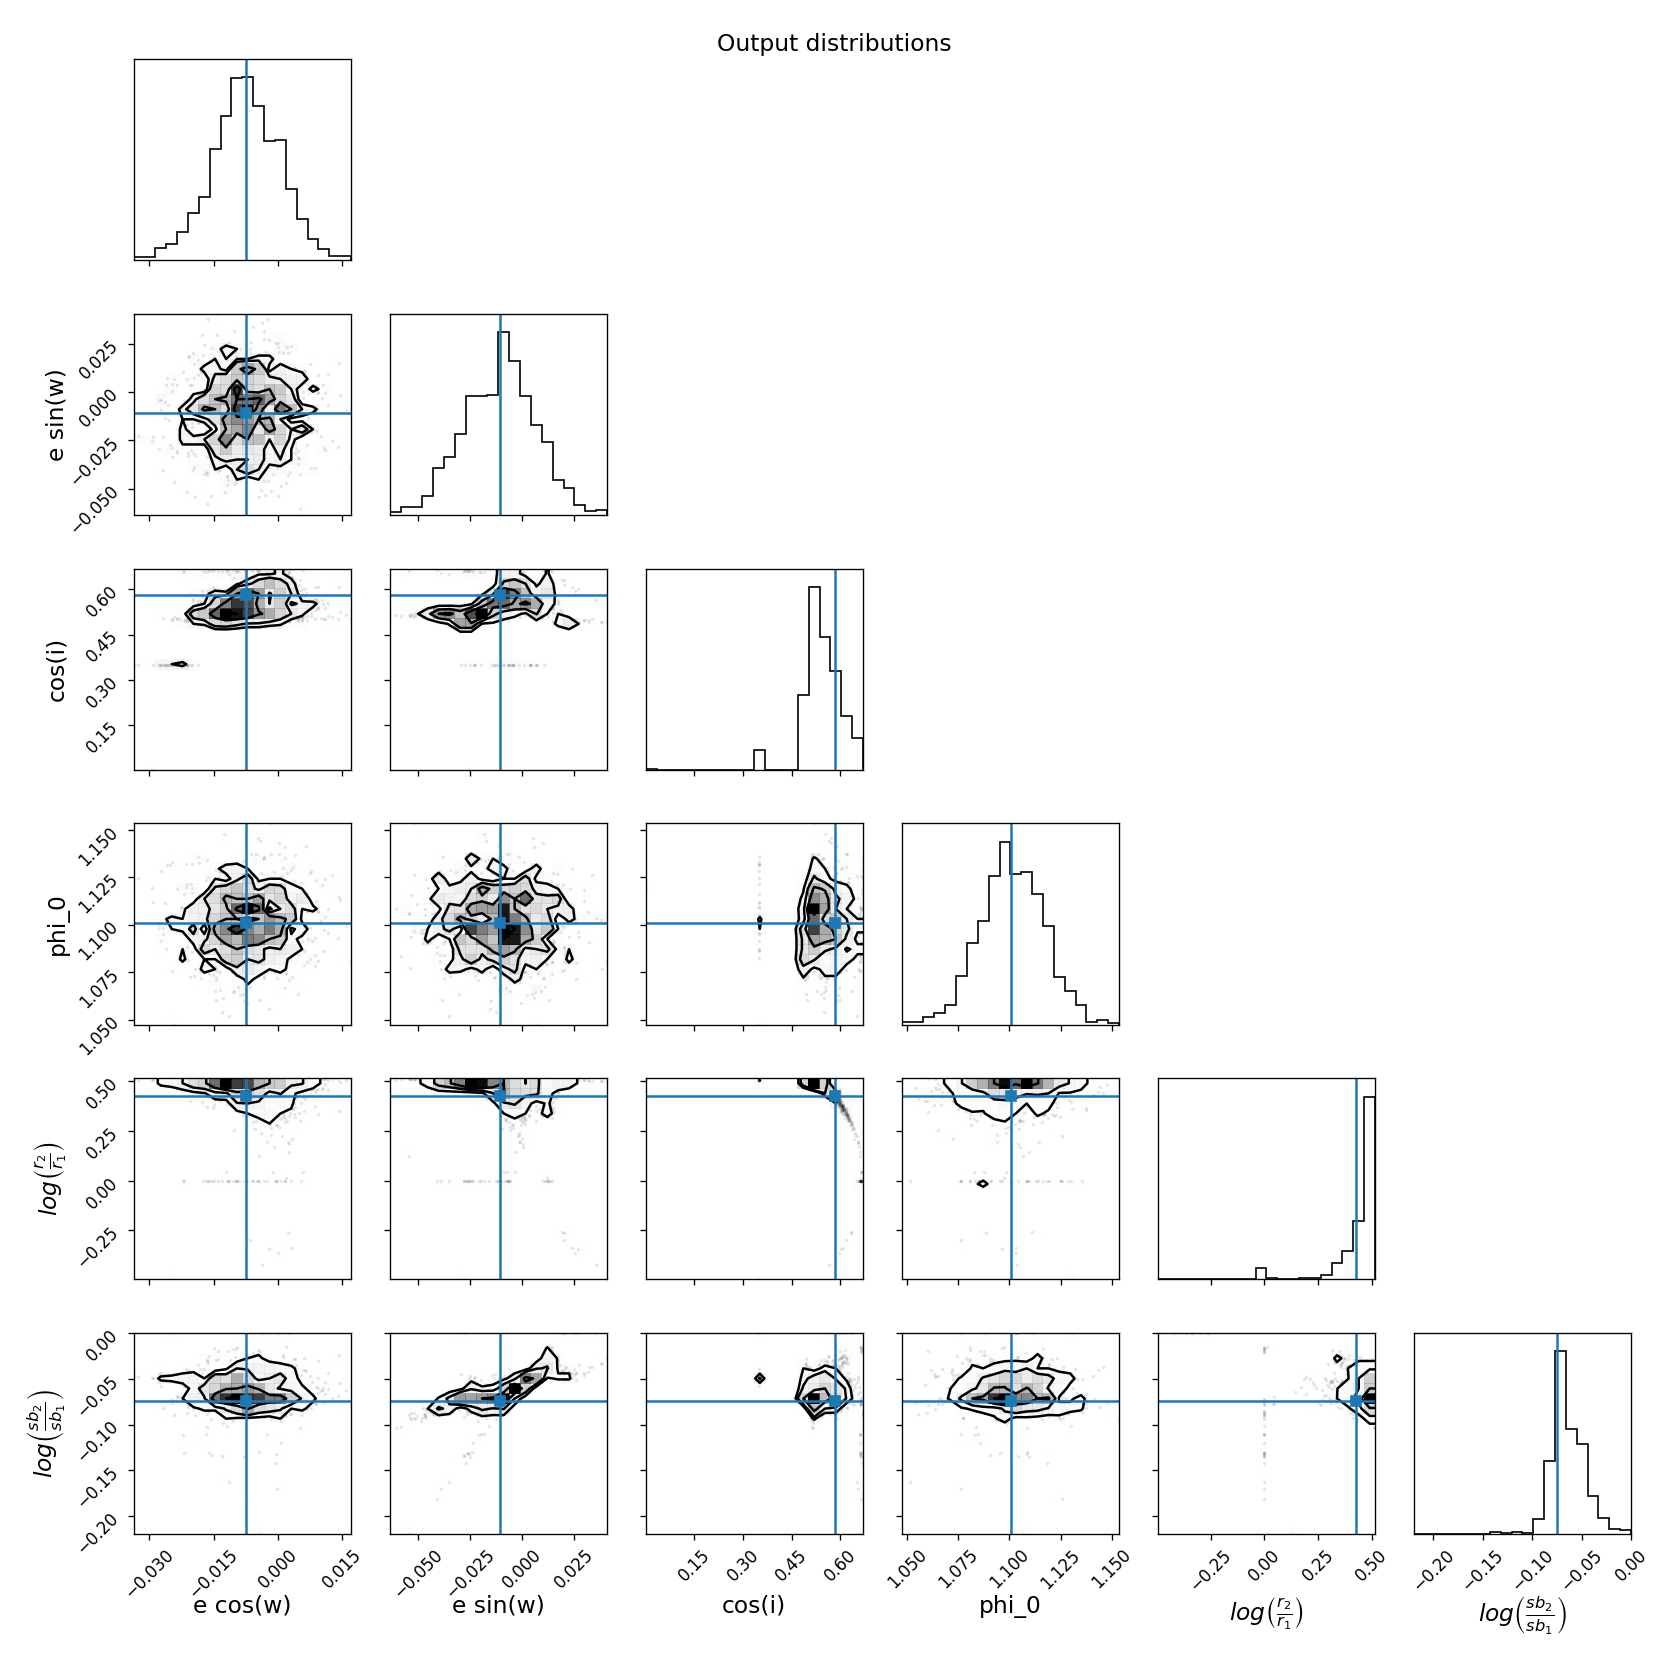 Output distributions
0.025
0.000
−0.025
−0.050
e sin(w)
0.60
0.45
0.30
0.15
cos(i)
1.150
1.125
1.100
1.075
1.050
phi_0
0.50
0.25
0.00
−0.25
log(r₂/r₁)
0.00
−0.05
−0.10
−0.15
−0.20
log(sb₂/sb₁)
−0.030 −0.015 0.000 0.015
e cos(w)
−0.050 −0.025 0.000 0.025
e sin(w)
0.15 0.30 0.45 0.60
cos(i)
1.050 1.075 1.100 1.125 1.150
phi_0
−0.25 0.00 0.25 0.50
log(r₂/r₁)
−0.20 −0.15 −0.10 −0.05 0.00
log(sb₂/sb₁)